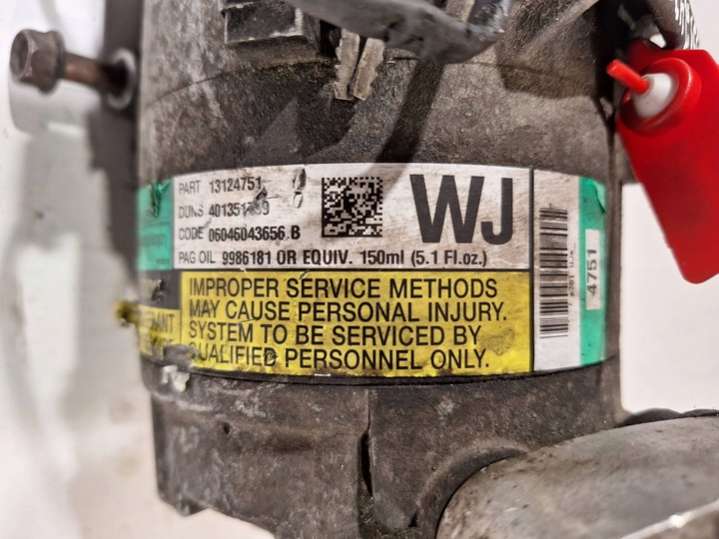 PART 13124751
DUNS
CODE 06046043656.B
PAG OIL 9986181 OR EQUIV. 150ml (5.1 Fl.oz.)
WJ
IMPROPER SERVICE METHODS
MAY CAUSE PERSONAL INJURY.
SYSTEM TO BE SERVICED BY
QUALIFIED PERSONNEL ONLY.
4751